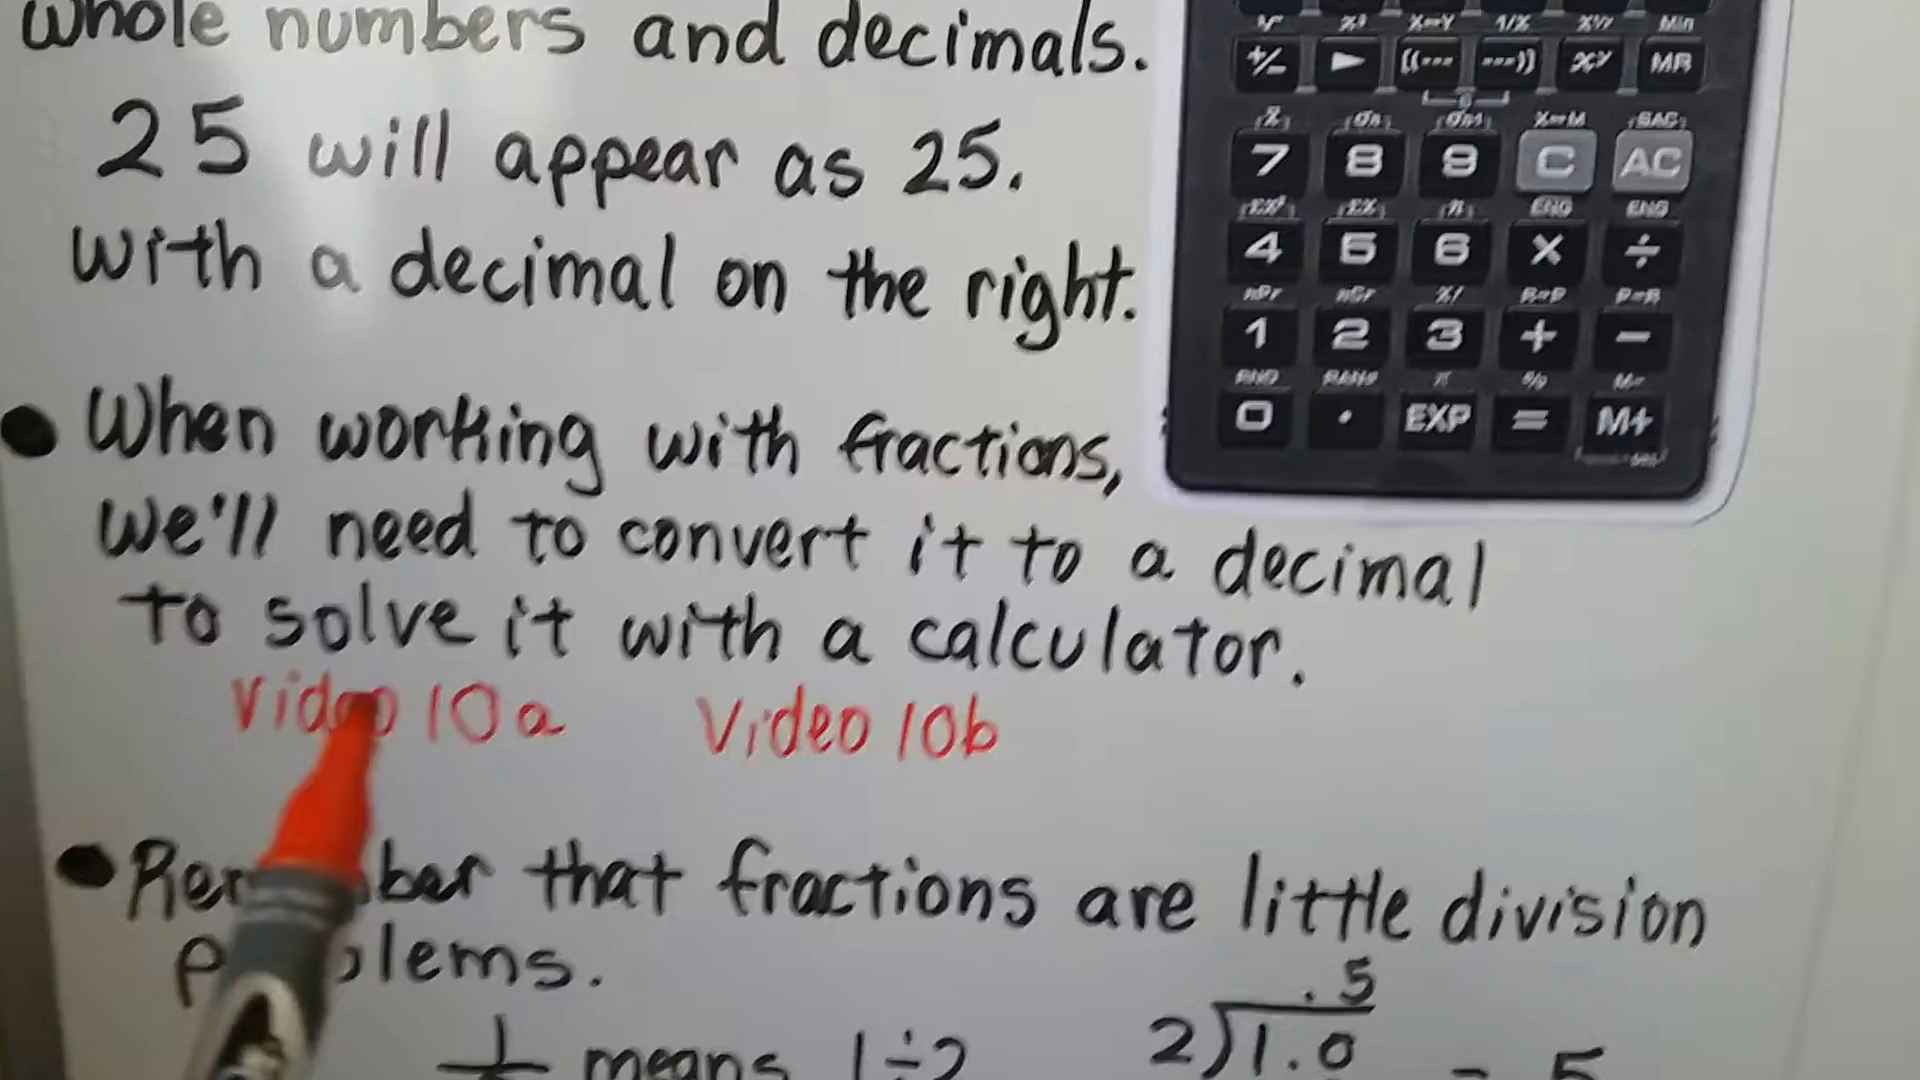 whole numbers and decimals.
25 will appear as 25.
with a decimal on the right.
When working with fractions,
we'll need to convert it to a decimal
to solve it with a calculator.
Video 10a Video 10b
that fractions are little division
.5
1 means 1÷2 2)1.0 = .5
+/- ► [(--- ---)] MR
7 8 9 C AC
4 5 6 X ÷
1 2 3 + −
0 . EXP = M+